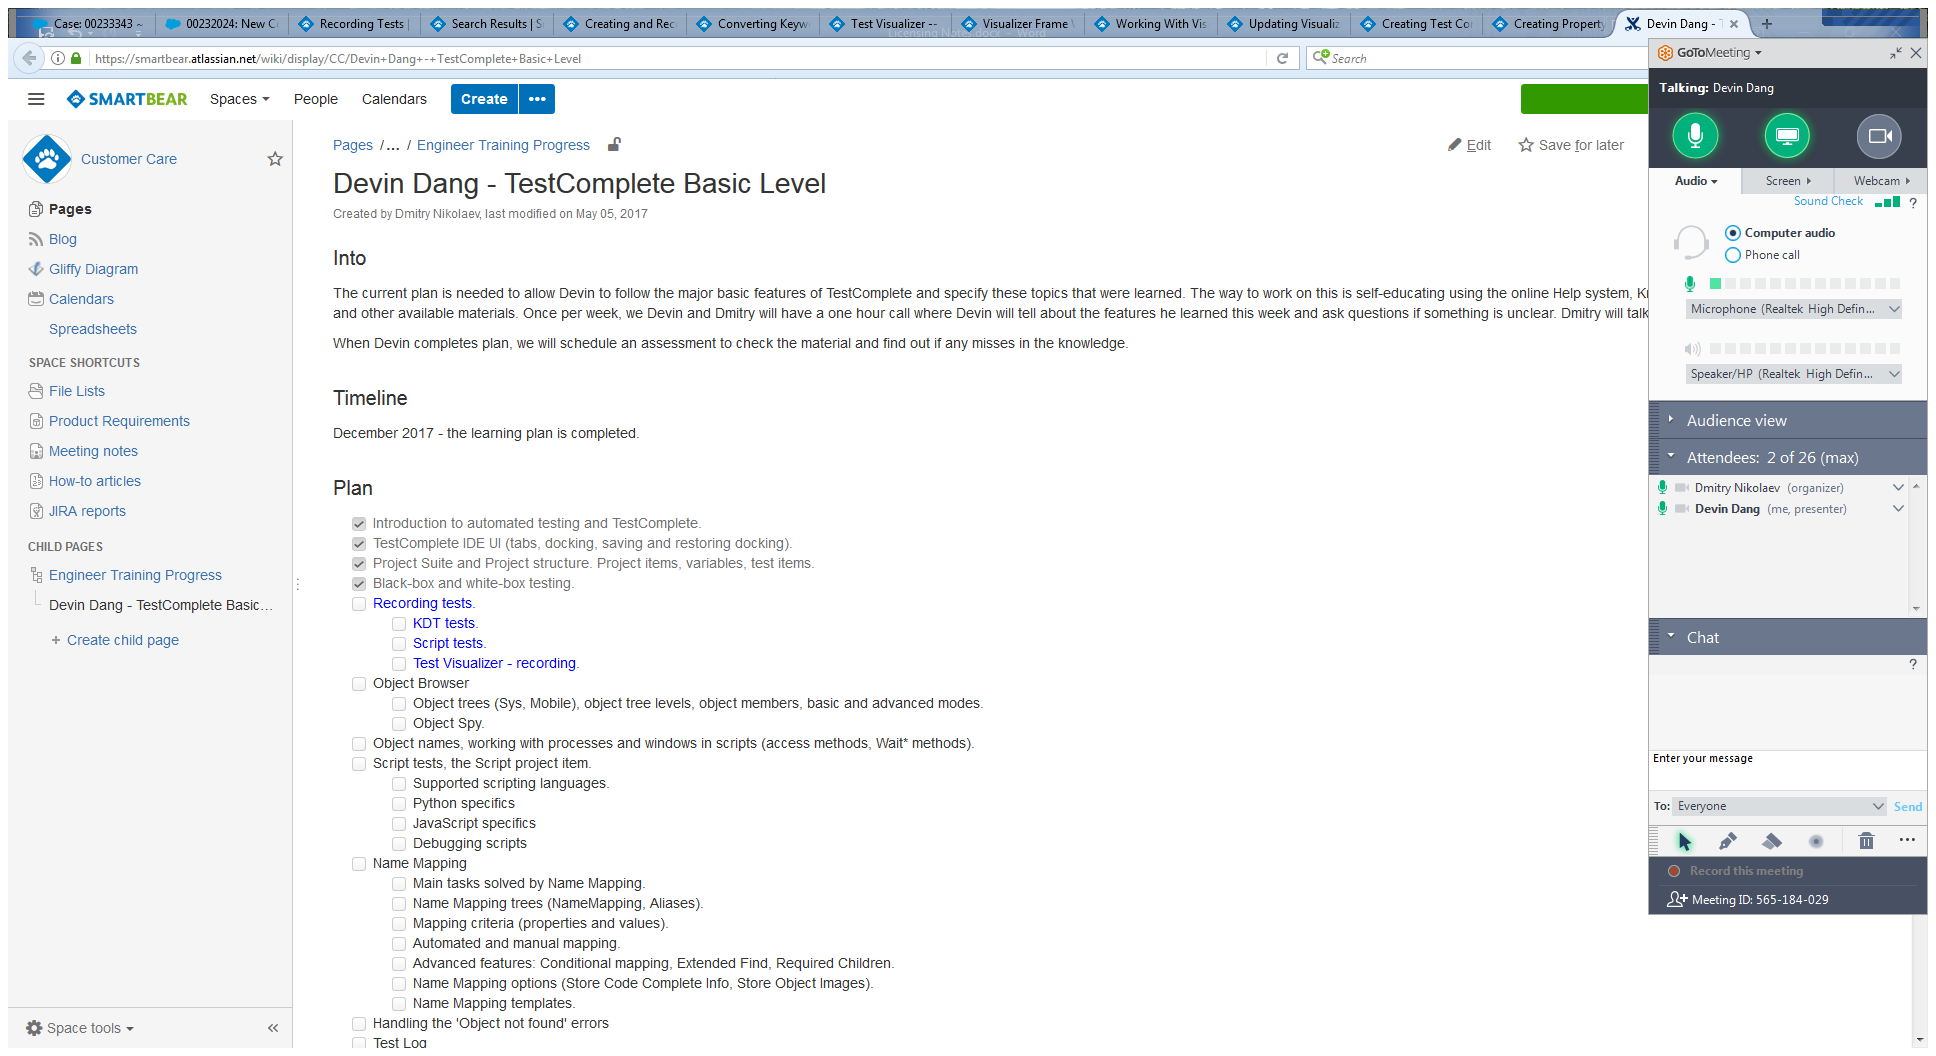 Case: 00233343 ~
00232024: New C
Recording Tests |
Search Results | S
Creating and Rec
Converting Keyw
Test Visualizer --
Visualizer Frame
Working With Vis
Updating Visualiz
Creating Test Co
Creating Property
Devin Dang - T
Licensing Notes.docx - Word
https://smartbear.atlassian.net/wiki/display/CC/Devin+Dang+-+TestComplete+Basic+Level
Search
SMARTBEAR
Spaces
People
Calendars
Create
Customer Care
Pages
Blog
Gliffy Diagram
Calendars
Spreadsheets
SPACE SHORTCUTS
File Lists
Product Requirements
Meeting notes
How-to articles
JIRA reports
CHILD PAGES
Engineer Training Progress
Devin Dang - TestComplete Basic...
+ Create child page
Space tools
Pages /... / Engineer Training Progress
Edit
Save for later
Devin Dang - TestComplete Basic Level
Created by Dmitry Nikolaev, last modified on May 05, 2017
Into
The current plan is needed to allow Devin to follow the major basic features of TestComplete and specify these topics that were learned. The way to work on this is self-educating using the online Help system, Kn
and other available materials. Once per week, we Devin and Dmitry will have a one hour call where Devin will tell about the features he learned this week and ask questions if something is unclear. Dmitry will talk
When Devin completes plan, we will schedule an assessment to check the material and find out if any misses in the knowledge.
Timeline
December 2017 - the learning plan is completed.
Plan
Introduction to automated testing and TestComplete.
TestComplete IDE UI (tabs, docking, saving and restoring docking).
Project Suite and Project structure. Project items, variables, test items.
Black-box and white-box testing.
Recording tests.
KDT tests.
Script tests.
Test Visualizer - recording.
Object Browser
Object trees (Sys, Mobile), object tree levels, object members, basic and advanced modes.
Object Spy.
Object names, working with processes and windows in scripts (access methods, Wait* methods).
Script tests, the Script project item.
Supported scripting languages.
Python specifics
JavaScript specifics
Debugging scripts
Name Mapping
Main tasks solved by Name Mapping.
Name Mapping trees (NameMapping, Aliases).
Mapping criteria (properties and values).
Automated and manual mapping.
Advanced features: Conditional mapping, Extended Find, Required Children.
Name Mapping options (Store Code Complete Info, Store Object Images).
Name Mapping templates.
Handling the 'Object not found' errors
Test Log
GoToMeeting
Talking: Devin Dang
Audio
Screen
Webcam
Sound Check
?
Computer audio
Phone call
Microphone (Realtek High Defin...
Speaker/HP (Realtek High Defin...
Audience view
Attendees: 2 of 26 (max)
Dmitry Nikolaev (organizer)
Devin Dang (me, presenter)
Chat
?
Enter your message
To: Everyone
Send
Record this meeting
Meeting ID: 565-184-029